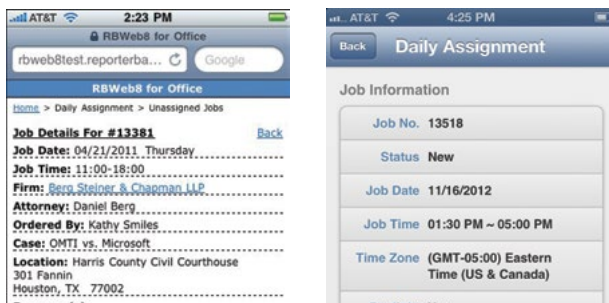 AT&T 2:23 PM
RBWeb8 for Office
rbweb8test.reporterba... Google
RBWeb8 for Office
Home > Daily Assignment > Unassigned Jobs
Job Details For #13381 Back
Job Date: 04/21/2011 Thursday
Job Time: 11:00-18:00
Firm: Berg Steiner & Chapman LLP
Attorney: Daniel Berg
Ordered By: Kathy Smiles
Case: OMTI vs. Microsoft
Location: Harris County Civil Courthouse
301 Fannin
Houston, TX 77002
AT&T 4:25 PM
Back Daily Assignment
Job Information
Job No. 13518
Status New
Job Date 11/16/2012
Job Time 01:30 PM ~ 05:00 PM
Time Zone (GMT-05:00) Eastern
Time (US & Canada)